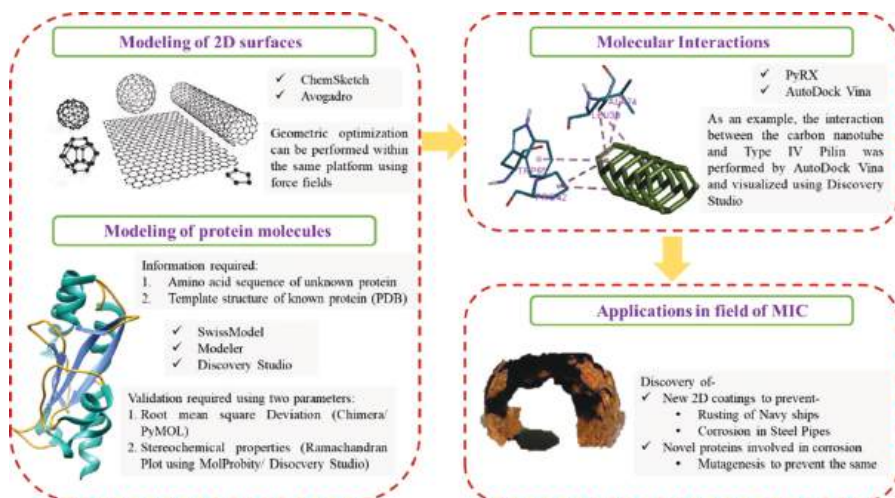 Modeling of 2D surfaces
✓ ChemSketch
✓ Avogadro
Geometric optimization
can be performed within
the same platform using
force fields
Modeling of protein molecules
Information required:
1. Amino acid sequence of unknown protein
2. Template structure of known protein (PDB)
✓ SwissModel
✓ Modeler
✓ Discovery Studio
Validation required using two parameters:
1. Root mean square Deviation (Chimera/
PyMOL)
2. Stereochemical properties (Ramachandran
Plot using MolProbity/ Disocvery Studio)
Molecular Interactions
✓ PyRX
✓ AutoDock Vina
As an example, the interaction
between the carbon nanotube
and Type IV Pilin was
performed by AutoDock Vina
and visualized using Discovery
Studio
Applications in field of MIC
Discovery of-
✓ New 2D coatings to prevent-
• Rusting of Navy ships
• Corrosion in Steel Pipes
✓ Novel proteins involved in corrosion
• Mutagenesis to prevent the same